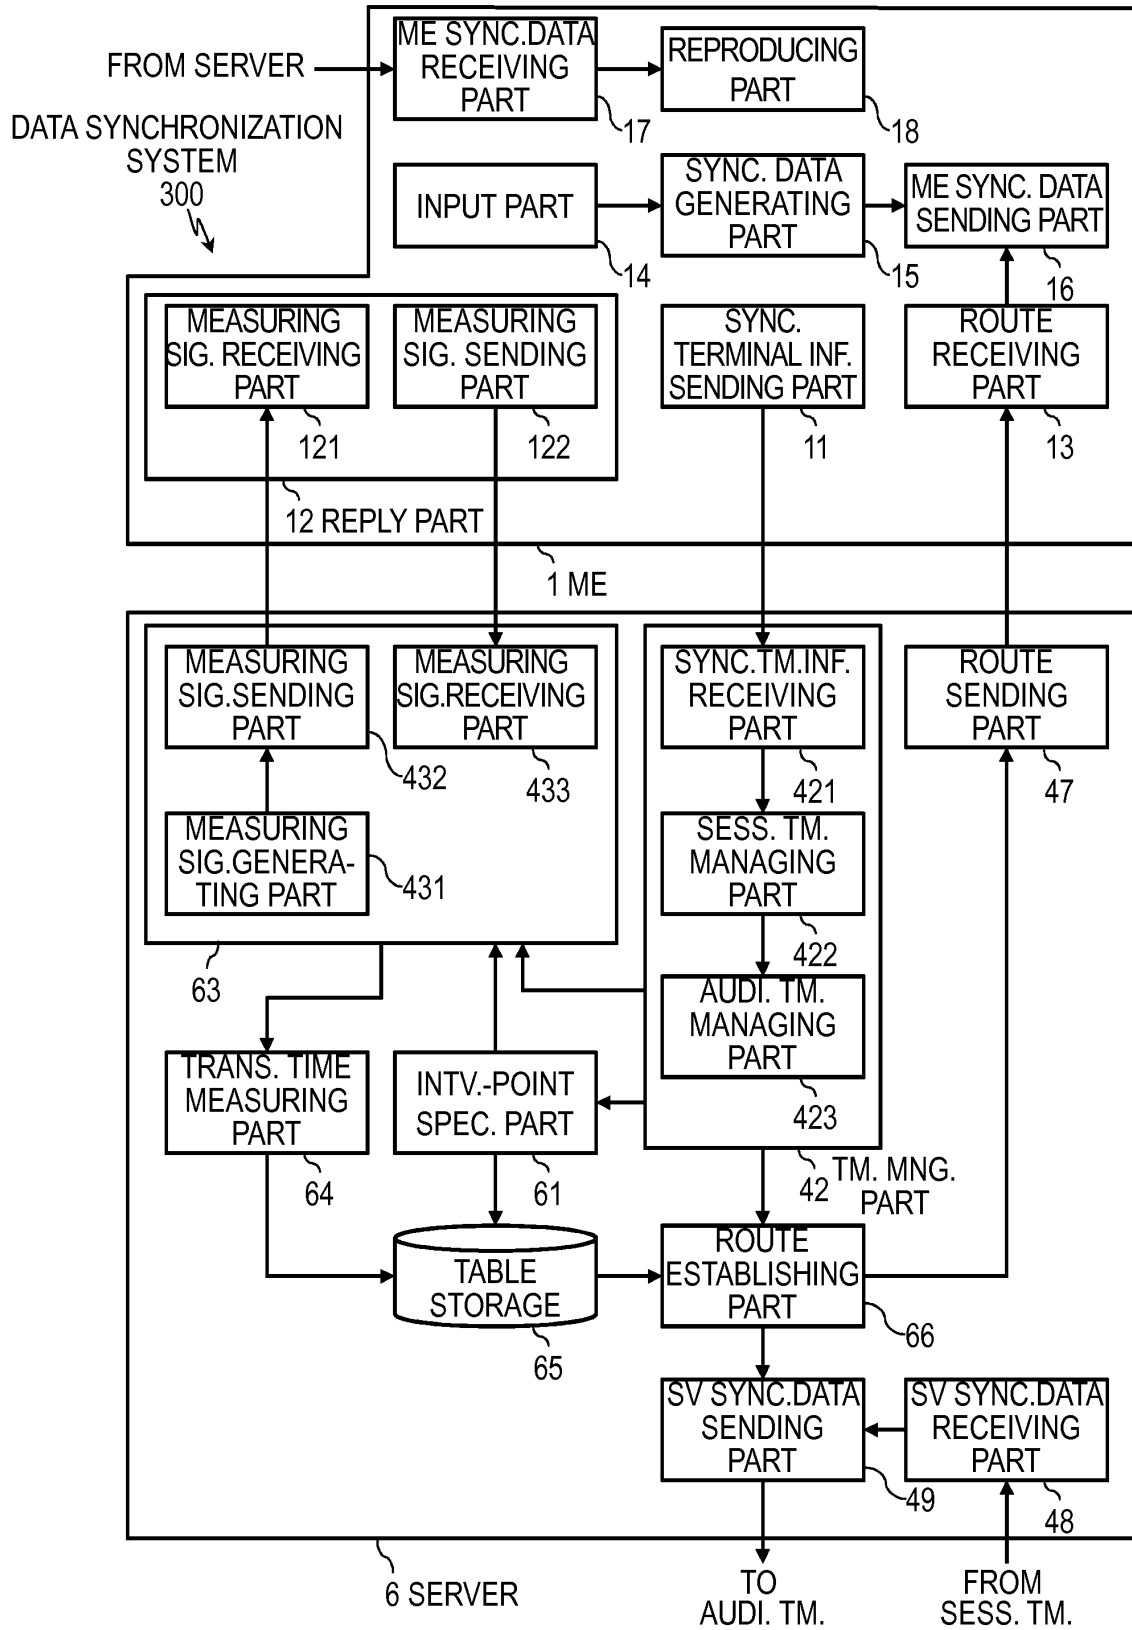 ME SYNC.DATA
RECEIVING
PART
17
FROM SERVER
REPRODUCING
PART
18
DATA SYNCHRONIZATION
SYSTEM
300
INPUT PART
14
SYNC. DATA
GENERATING
PART
15
ME SYNC. DATA
SENDING PART
16
MEASURING
SIG. RECEIVING
PART
121
MEASURING
SIG. SENDING
PART
122
SYNC.
TERMINAL INF.
SENDING PART
11
ROUTE
RECEIVING
PART
13
12 REPLY PART
1 ME
MEASURING
SIG.SENDING
PART
432
MEASURING
SIG.RECEIVING
PART
433
SYNC.TM.INF.
RECEIVING
PART
421
ROUTE
SENDING
PART
47
MEASURING
SIG.GENERA-
TING PART
431
SESS. TM.
MANAGING
PART
422
63
AUDI. TM.
MANAGING
PART
423
TRANS. TIME
MEASURING
PART
64
INTV.-POINT
SPEC. PART
61
42 TM. MNG.
PART
TABLE
STORAGE
65
ROUTE
ESTABLISHING
PART
66
SV SYNC.DATA
SENDING
PART
49
SV SYNC.DATA
RECEIVING
PART
48
6 SERVER
TO
AUDI. TM.
FROM
SESS. TM.